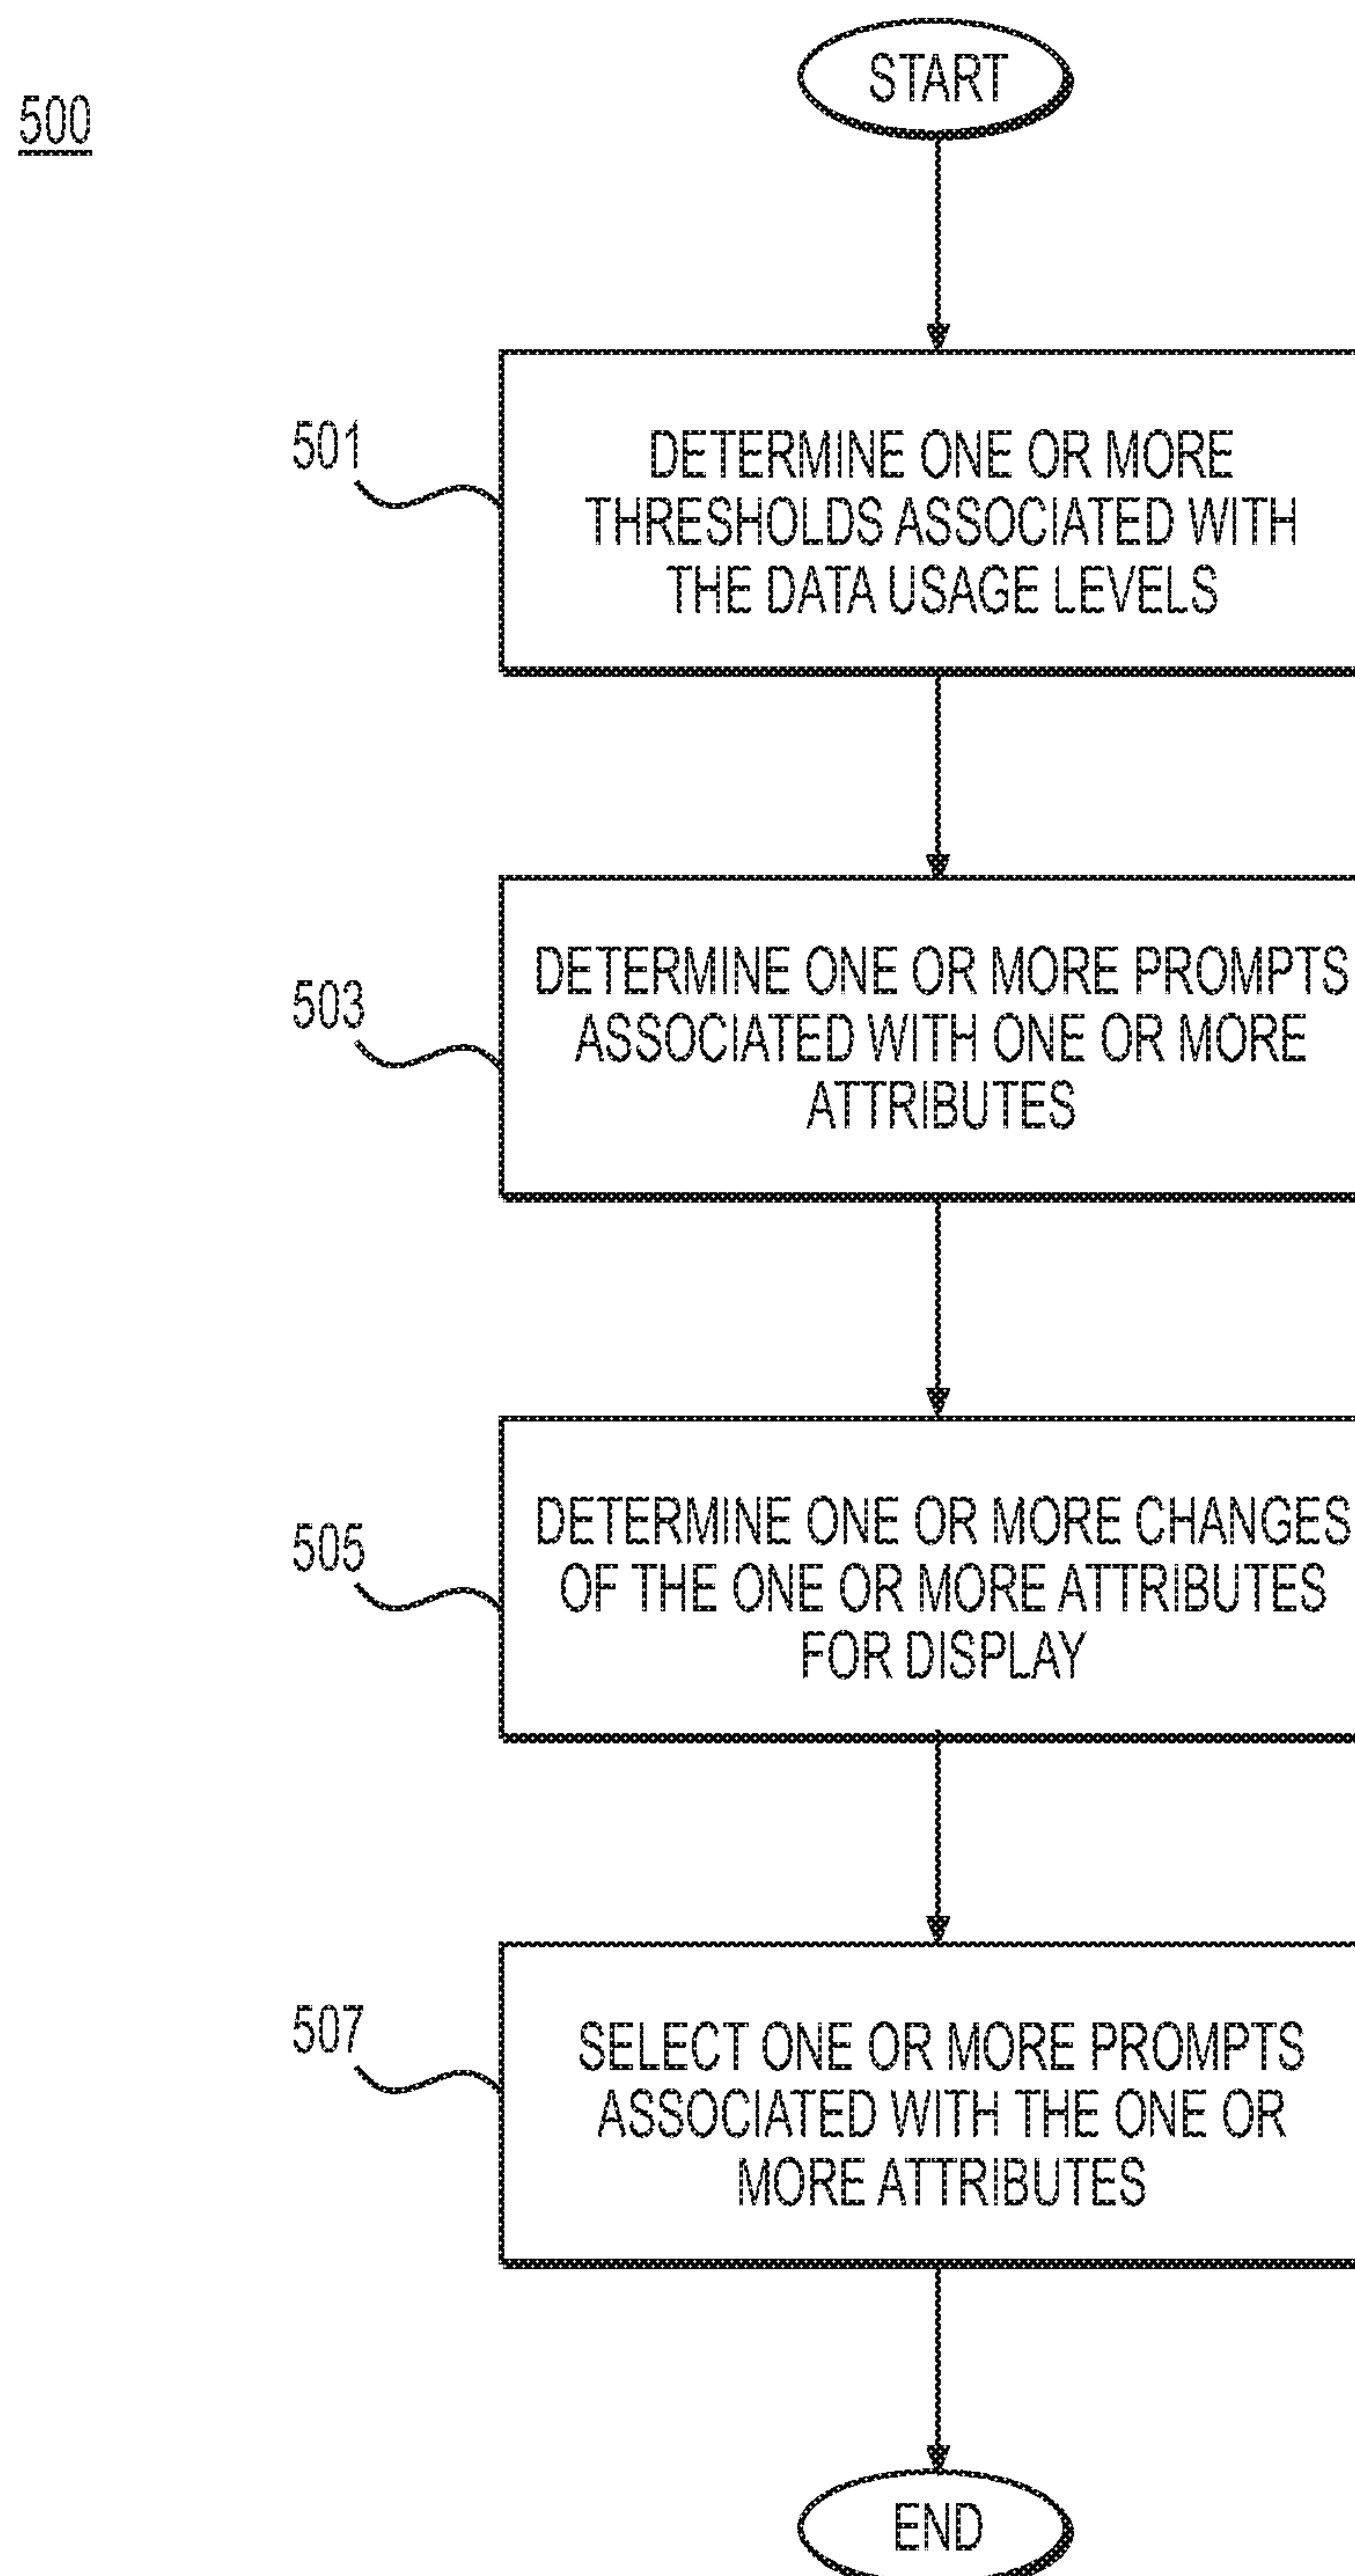 START
500
501
DETERMINE ONE OR MORE
THRESHOLDS ASSOCIATED WITH
THE DATA USAGE LEVELS
503
DETERMINE ONE OR MORE PROMPTS
ASSOCIATED WITH ONE OR MORE
ATTRIBUTES
505
DETERMINE ONE OR MORE CHANGES
OF THE ONE OR MORE ATTRIBUTES
FOR DISPLAY
507
SELECT ONE OR MORE PROMPTS
ASSOCIATED WITH THE ONE OR
MORE ATTRIBUTES
END